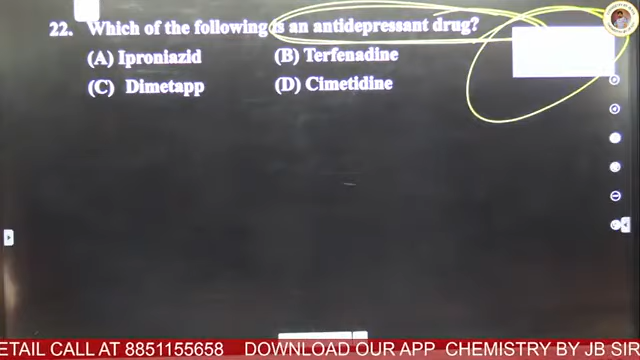 22. Which of the following is an antidepressant drug?
(A) Iproniazid (B) Terfenadine
(C) Dimetapp (D) Cimetidine
ETAIL CALL AT 8851155658 DOWNLOAD OUR APP CHEMISTRY BY JB SIR